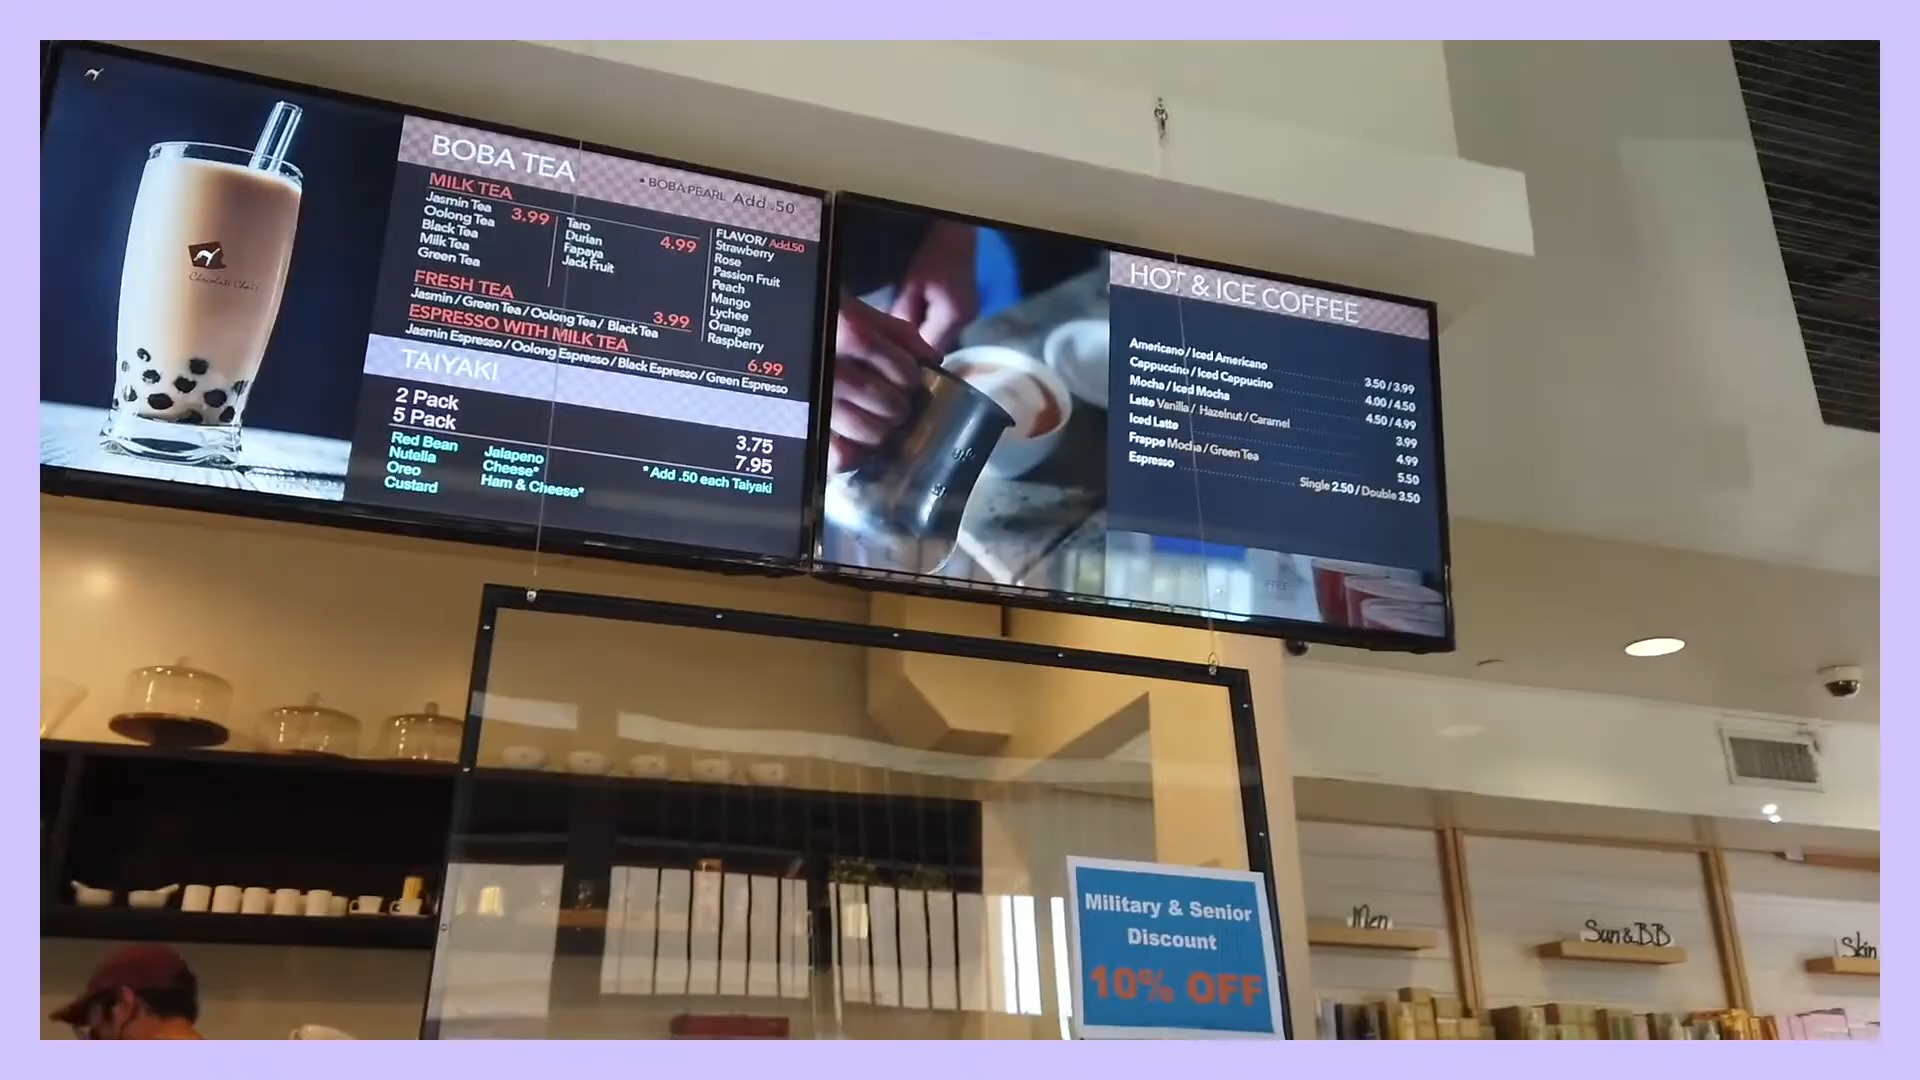 BOBA TEA
• BOBA PEARL Add .50
MILK TEA
Jasmin Tea
Oolong Tea
Black Tea
Milk Tea
Green Tea
3.99
Taro
Durian
Papaya
Jack Fruit
4.99
FLAVOR/ Add.50
Strawberry
Rose
Passion Fruit
Peach
Mango
Lychee
Orange
Raspberry
FRESH TEA
Jasmin / Green Tea / Oolong Tea / Black Tea
3.99
ESPRESSO WITH MILK TEA
6.99
Jasmin Espresso / Oolong Espresso / Black Espresso / Green Espresso
TAIYAKI
2 Pack 3.75
5 Pack 7.95
Red Bean
Nutella
Oreo
Custard
Jalapeno
Cheese*
Ham & Cheese*
*Add .50 each Taiyaki
HOT & ICE COFFEE
Americano / Iced Americano 3.50 / 3.99
Cappuccino / Iced Cappucino 4.00 / 4.50
Mocha / Iced Mocha 4.50 / 4.99
Latte Vanilla / Hazelnut / Caramel 3.99
Iced Latte 4.99
Frappe Mocha / Green Tea 5.50
Espresso Single 2.50 / Double 3.50
Military & Senior
Discount
10% OFF
Men
Sun & BB
Skin